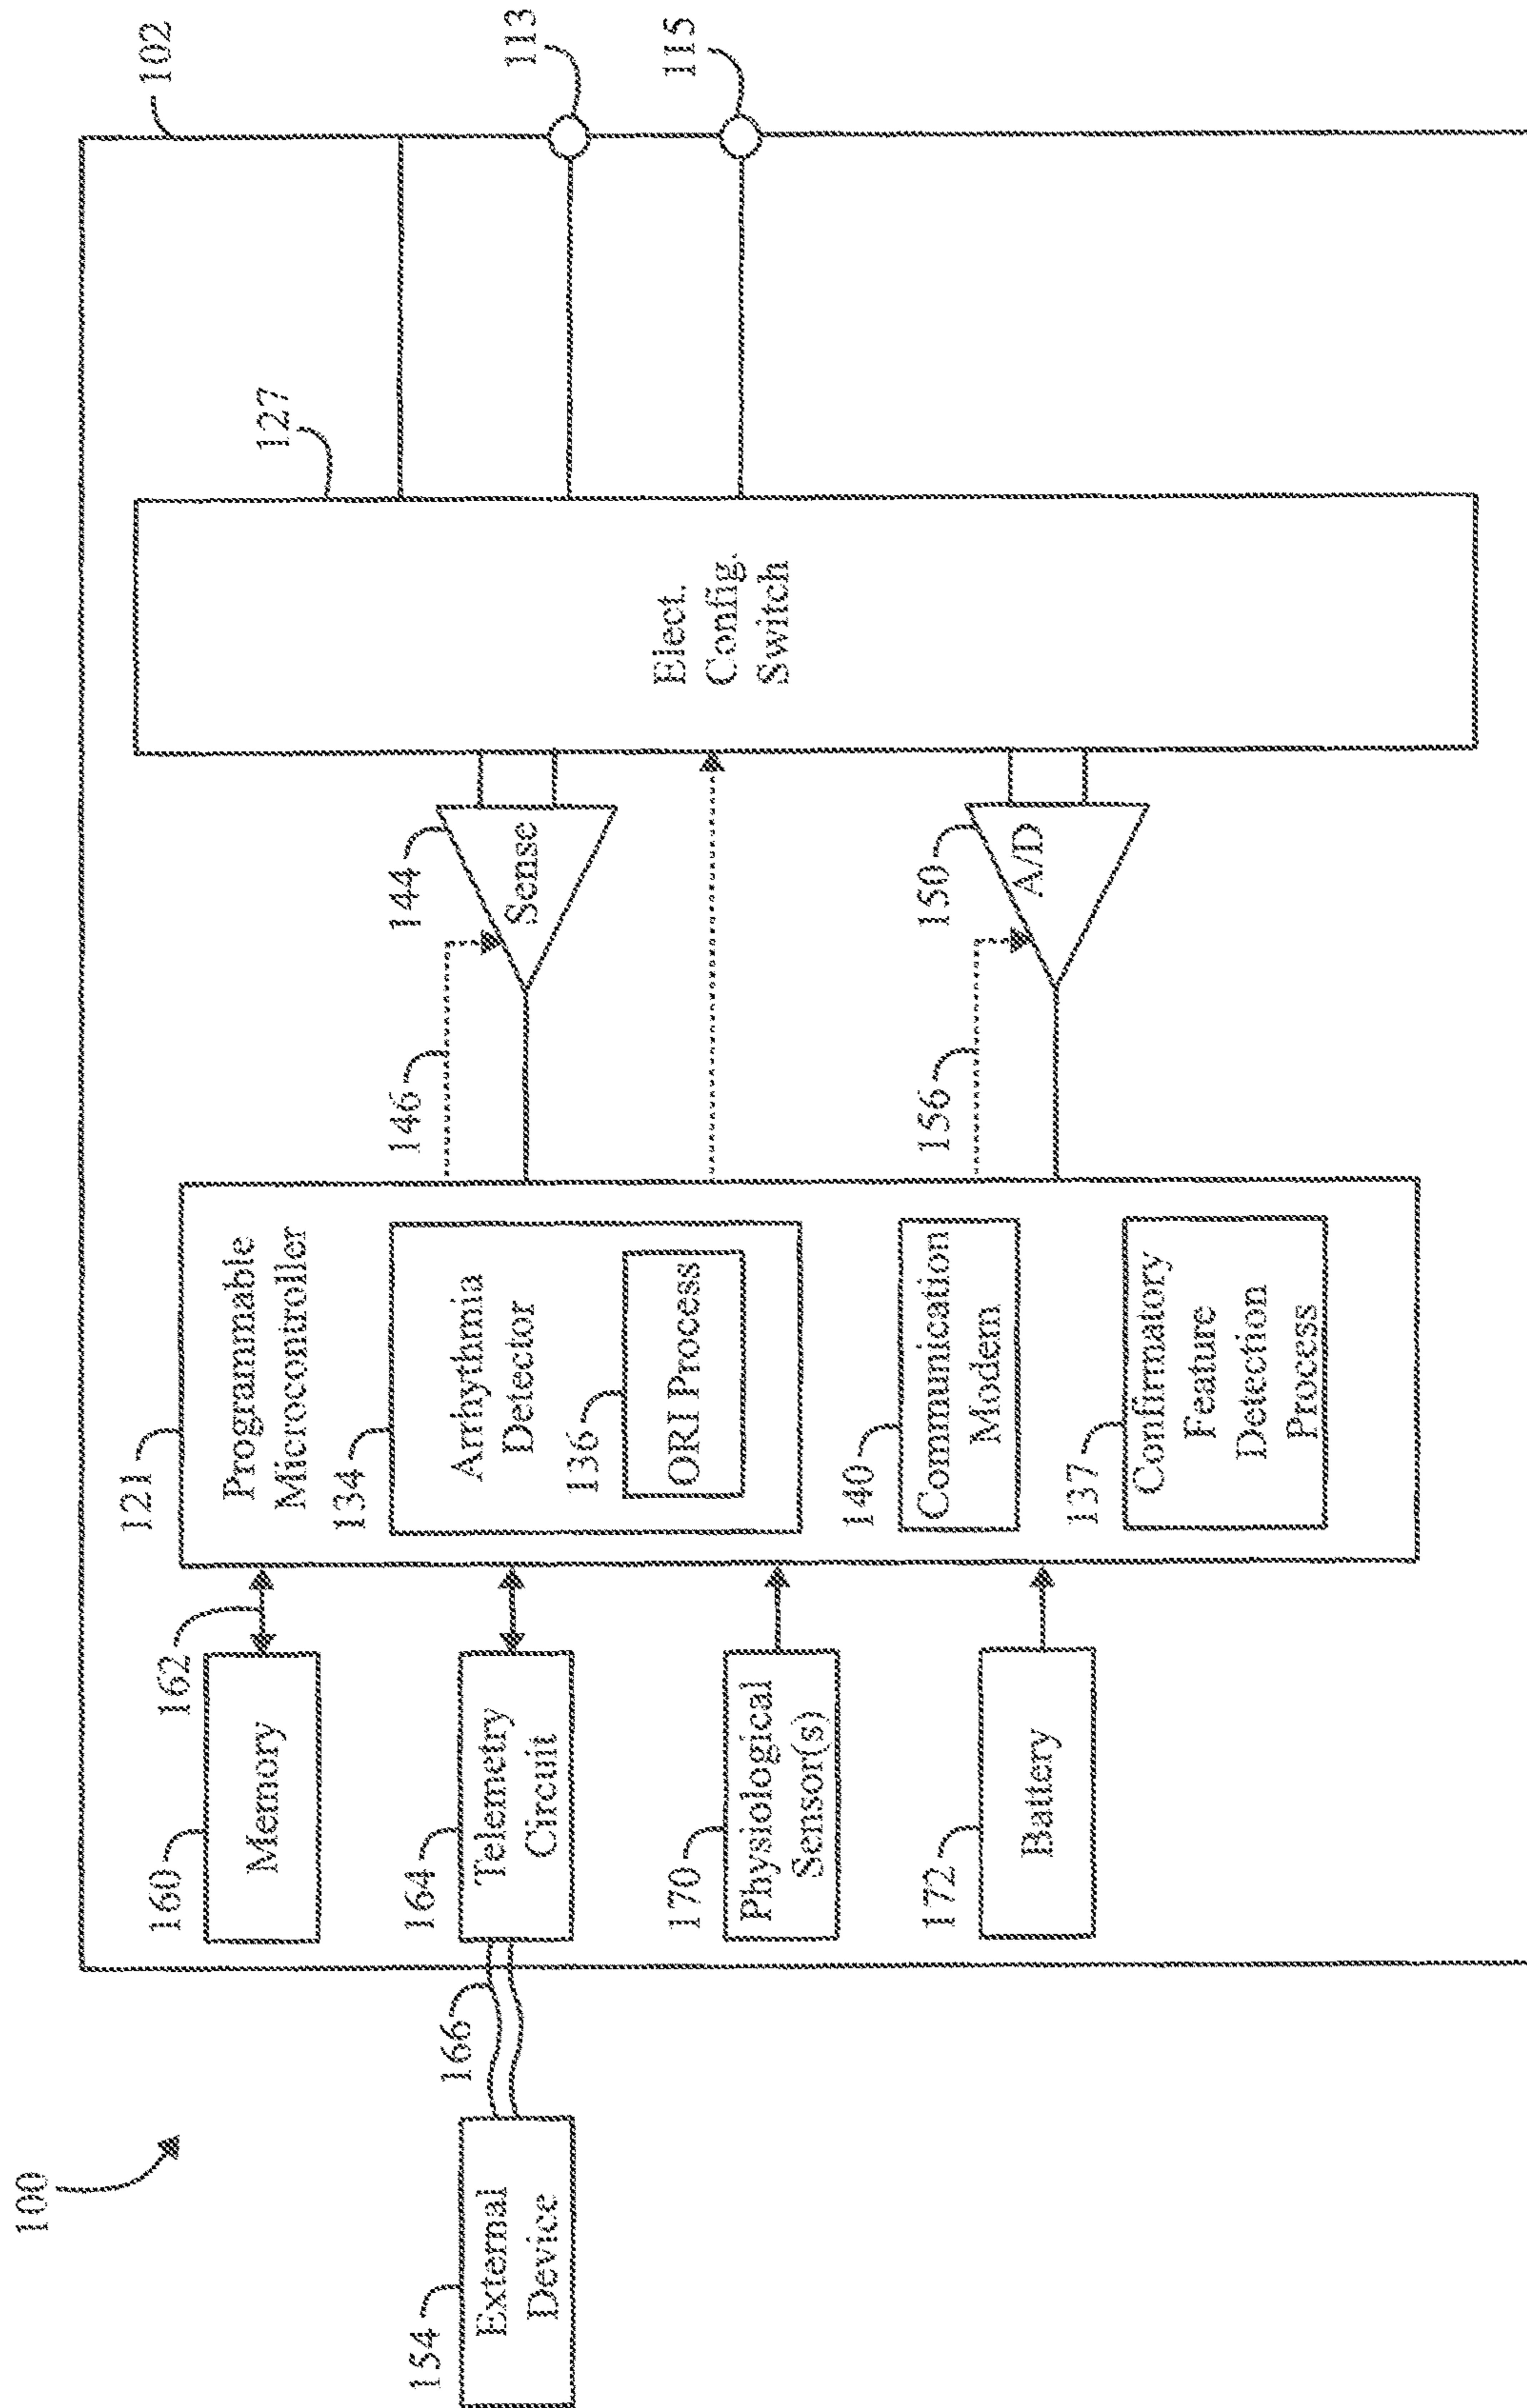 100
102
154
External
Device
166
160
Memory
162
164
Telemetry
Circuit
170
Physiological
Sensor(s)
172
Battery
121
Programmable
Microcontroller
134
Arrhythmia
Detector
136
ORI Process
140
Communication
Modem
137
Confirmatory
Feature
Detection
Process
146
144
Sense
156
150
A/D
127
Elect.
Config.
Switch
113
115